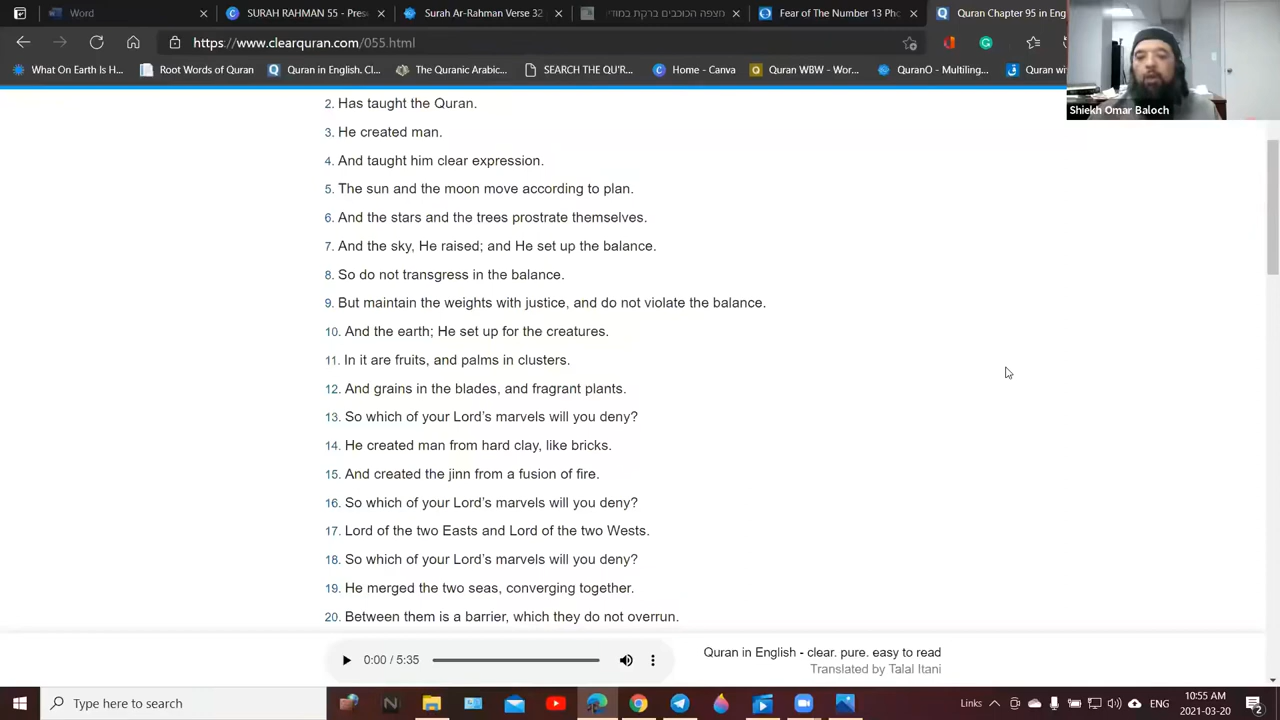 Word
SURAH RAHMAN 55 - Pres
Surah Ar-Rahman Verse 32
מצפה הכוכבים ברקת במודי
Fear of The Number 13 Pho
Quran Chapter 95 in Eng
https://www.clearquran.com/055.html
What On Earth Is H...
Root Words of Quran
Quran in English. Cl...
The Quranic Arabic...
SEARCH THE QU'R...
Home - Canva
Quran WBW - Wor...
QuranO - Multiling...
Quran wi
Shiekh Omar Baloch
2. Has taught the Quran.
3. He created man.
4. And taught him clear expression.
5. The sun and the moon move according to plan.
6. And the stars and the trees prostrate themselves.
7. And the sky, He raised; and He set up the balance.
8. So do not transgress in the balance.
9. But maintain the weights with justice, and do not violate the balance.
10. And the earth; He set up for the creatures.
11. In it are fruits, and palms in clusters.
12. And grains in the blades, and fragrant plants.
13. So which of your Lord's marvels will you deny?
14. He created man from hard clay, like bricks.
15. And created the jinn from a fusion of fire.
16. So which of your Lord's marvels will you deny?
17. Lord of the two Easts and Lord of the two Wests.
18. So which of your Lord's marvels will you deny?
19. He merged the two seas, converging together.
20. Between them is a barrier, which they do not overrun.
0:00 / 5:35
Quran in English - clear. pure. easy to read
Translated by Talal Itani
Type here to search
Links
ENG
10:55 AM
2021-03-20
2